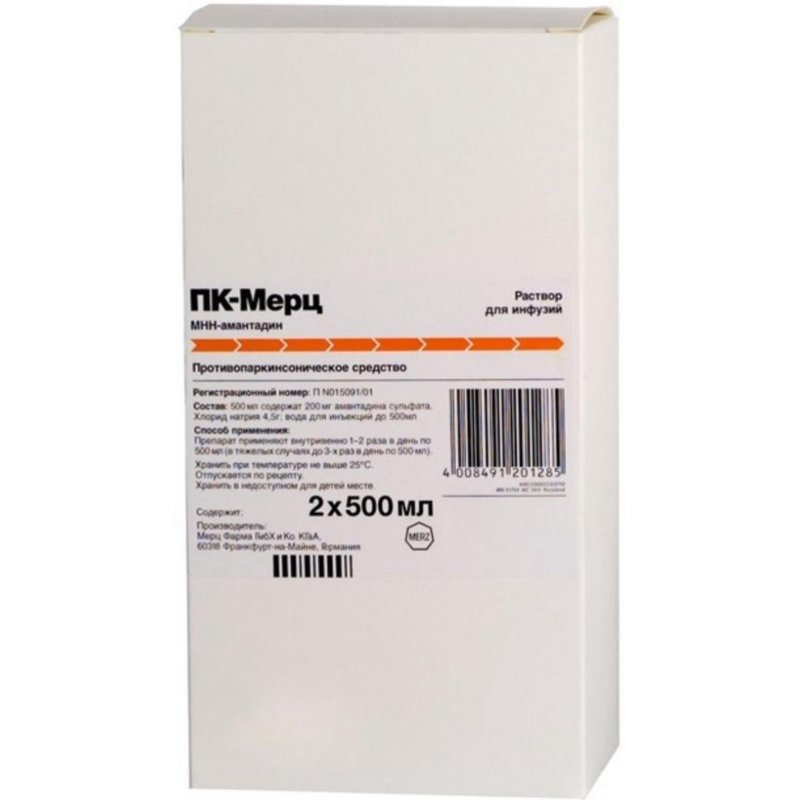 ПК-Мерц
МНН-амантадин
Раствор
для инфузий
Противопаркинсоническое средство
Регистрационный номер: П N015091/01
Состав: 500 мл содержат 200 мг амантадина сульфата.
Хлорид натрия 4,5г; вода для инъекций до 500мл
Способ применения:
Препарат применяют внутривенно 1–2 раза в день по
500 мл (в тяжелых случаях до 3-х раз в день по 500 мл).
Хранить при температуре не выше 25°С.
Отпускается по рецепту.
Хранить в недоступном для детей месте.
4 008491 201285
Содержит: 2 x 500 мл
Производитель:
Мерц Фарма ГмбХ и Ко. КГаА,
60318 Франкфурт-на-Майне, Германия
MERZ